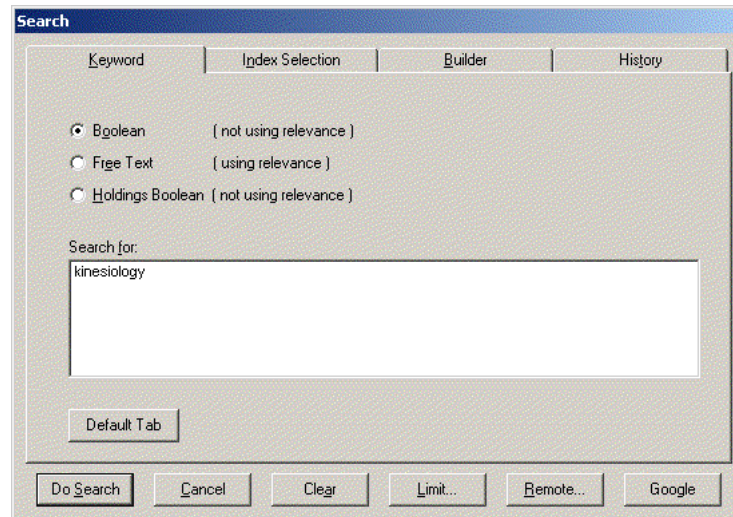 Search
Keyword Index Selection Builder History
Boolean ( not using relevance )
Free Text ( using relevance )
Holdings Boolean ( not using relevance )
Search for:
kinesiology
Default Tab
Do Search Cancel Clear Limit... Remote... Google